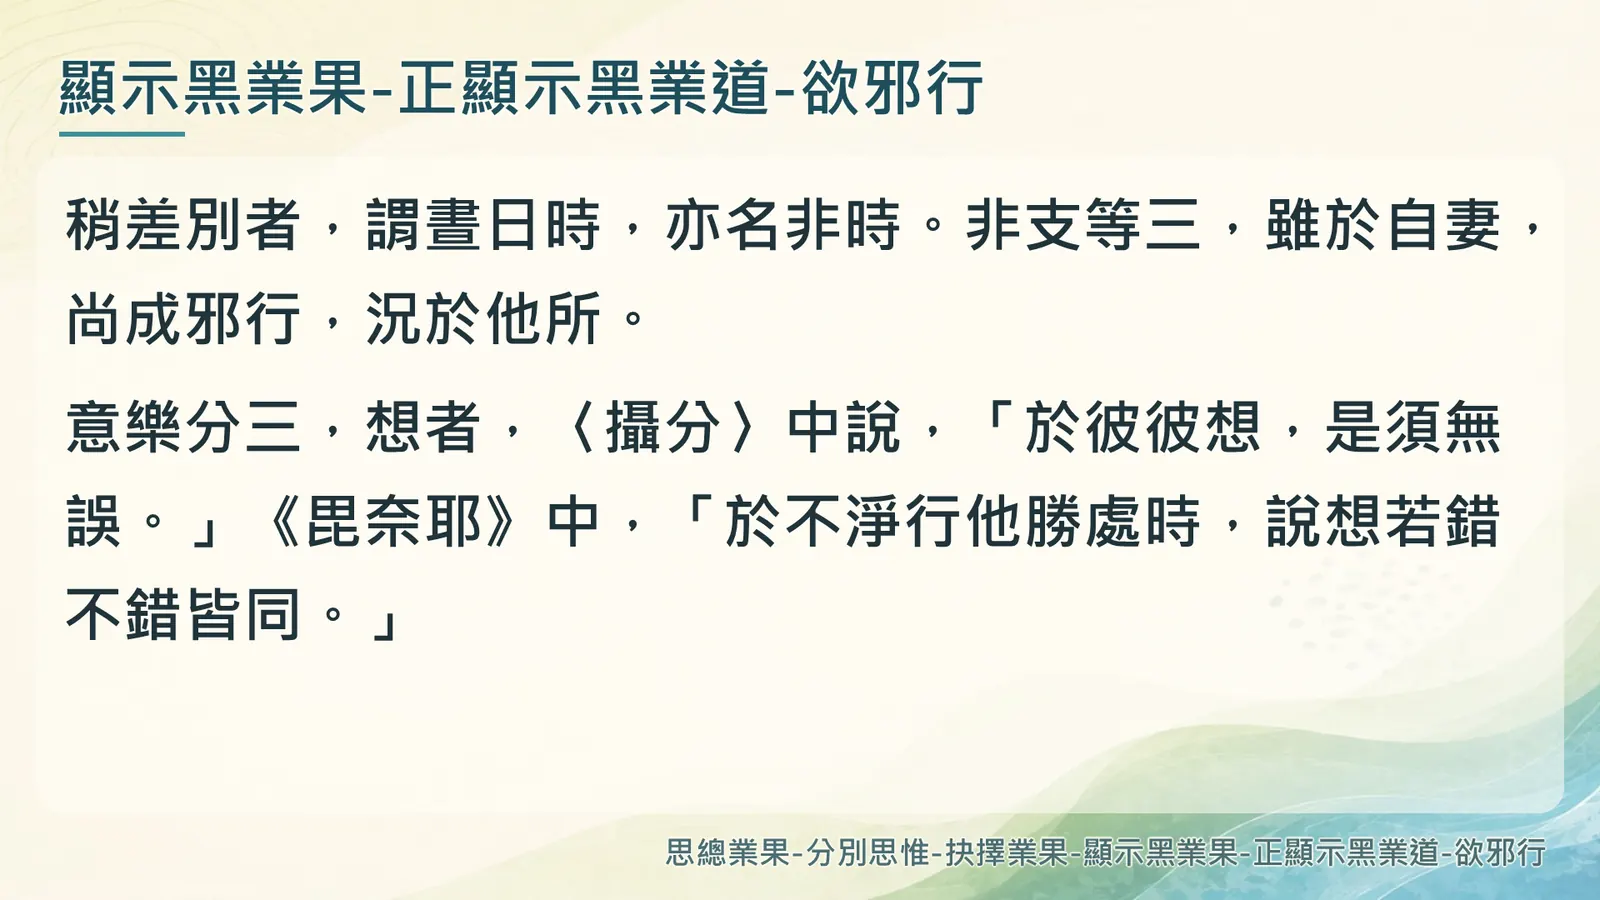 顯示黑業果-正顯示黑業道-欲邪行
稍差別者，謂晝日時，亦名非時。非支等三，雖於自妻，
尚成邪行，況於他所。
意樂分三，想者，〈攝分〉中說，「於彼彼想，是須無
誤。」《毘奈耶》中，「於不淨行他勝處時，說想若錯
不錯皆同。」
思總業果-分別思惟-抉擇業果-顯示黑業果-正顯示黑業道-欲邪行